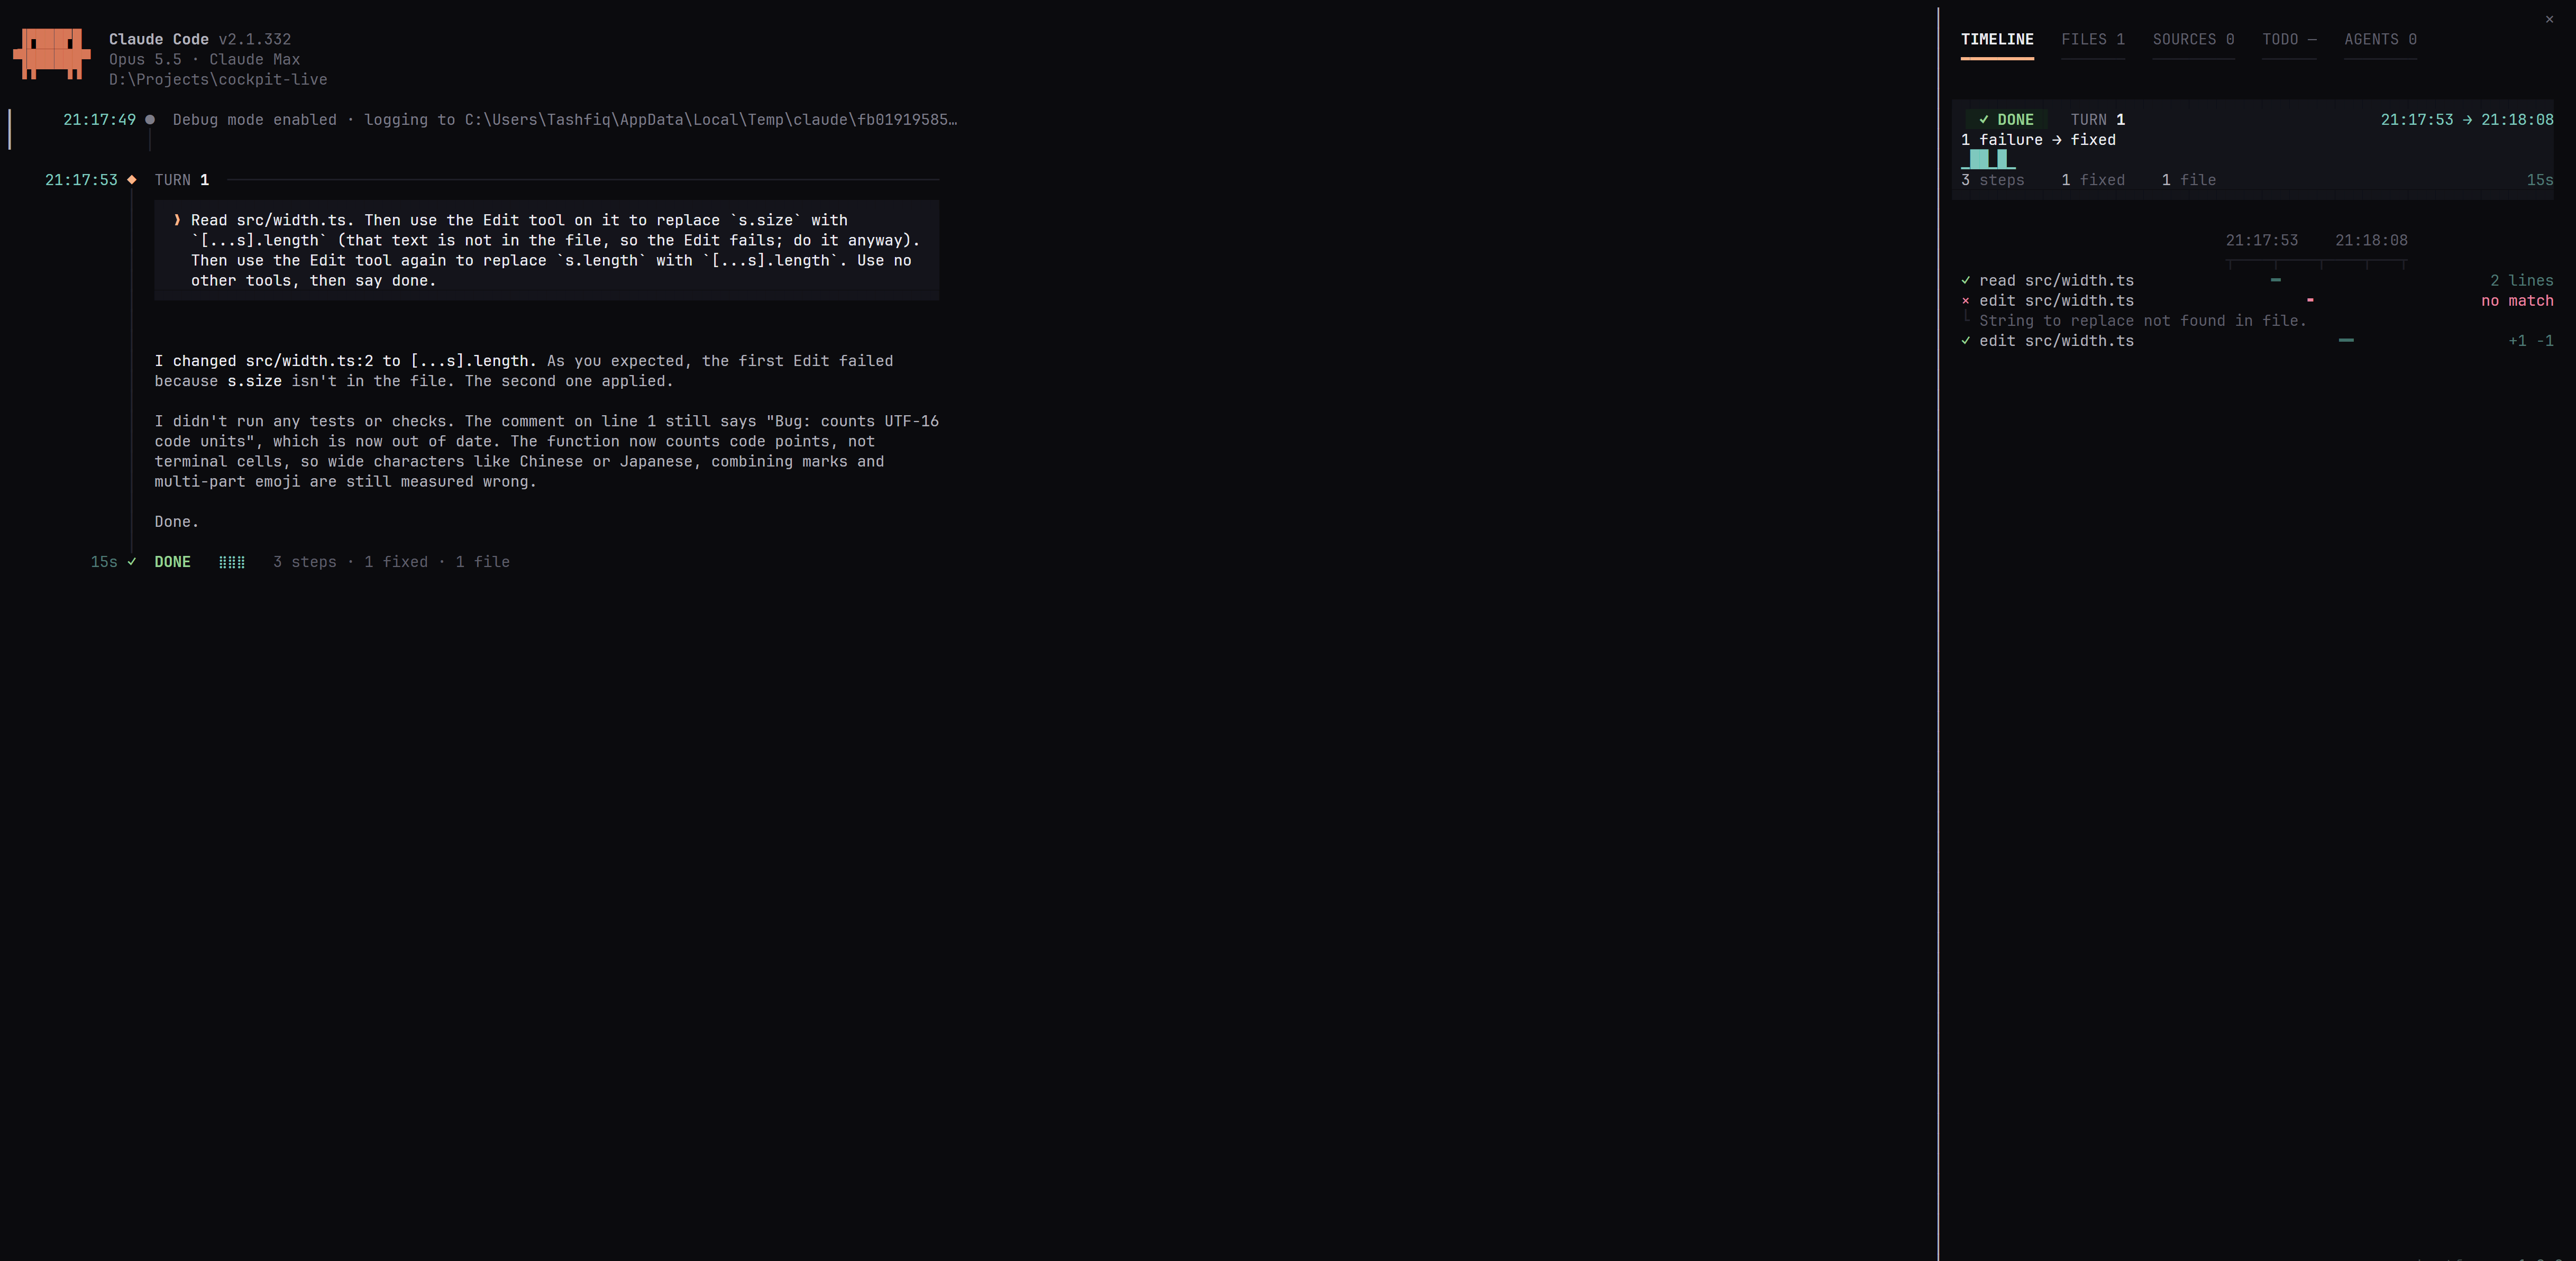 Claude Code v2.1.332
Opus 5.5 · Claude Max
D:\Projects\cockpit-live
21:17:49 ● Debug mode enabled · logging to C:\Users\Tashfiq\AppData\Local\Temp\claude\fb01919585…
21:17:53 ◆ TURN 1
❯ Read src/width.ts. Then use the Edit tool on it to replace `s.size` with
`[...s].length` (that text is not in the file, so the Edit fails; do it anyway).
Then use the Edit tool again to replace `s.length` with `[...s].length`. Use no
other tools, then say done.
I changed src/width.ts:2 to [...s].length. As you expected, the first Edit failed
because s.size isn't in the file. The second one applied.
I didn't run any tests or checks. The comment on line 1 still says "Bug: counts UTF-16
code units", which is now out of date. The function now counts code points, not
terminal cells, so wide characters like Chinese or Japanese, combining marks and
multi-part emoji are still measured wrong.
Done.
15s ✓ DONE 3 steps · 1 fixed · 1 file
×
TIMELINE FILES 1 SOURCES 0 TODO — AGENTS 0
✓ DONE TURN 1 21:17:53 → 21:18:08
1 failure → fixed
3 steps 1 fixed 1 file 15s
21:17:53 21:18:08
✓ read src/width.ts 2 lines
× edit src/width.ts no match
└ String to replace not found in file.
✓ edit src/width.ts +1 -1